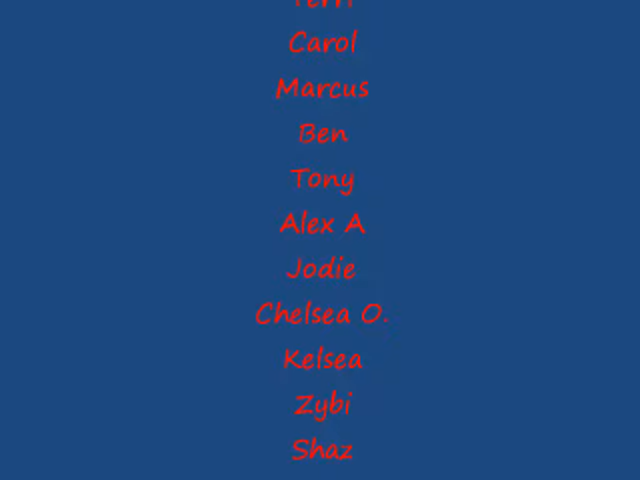 Carol
Marcus
Ben
Tony
Alex A
Jodie
Chelsea O.
Kelsea
Zybi
Shaz